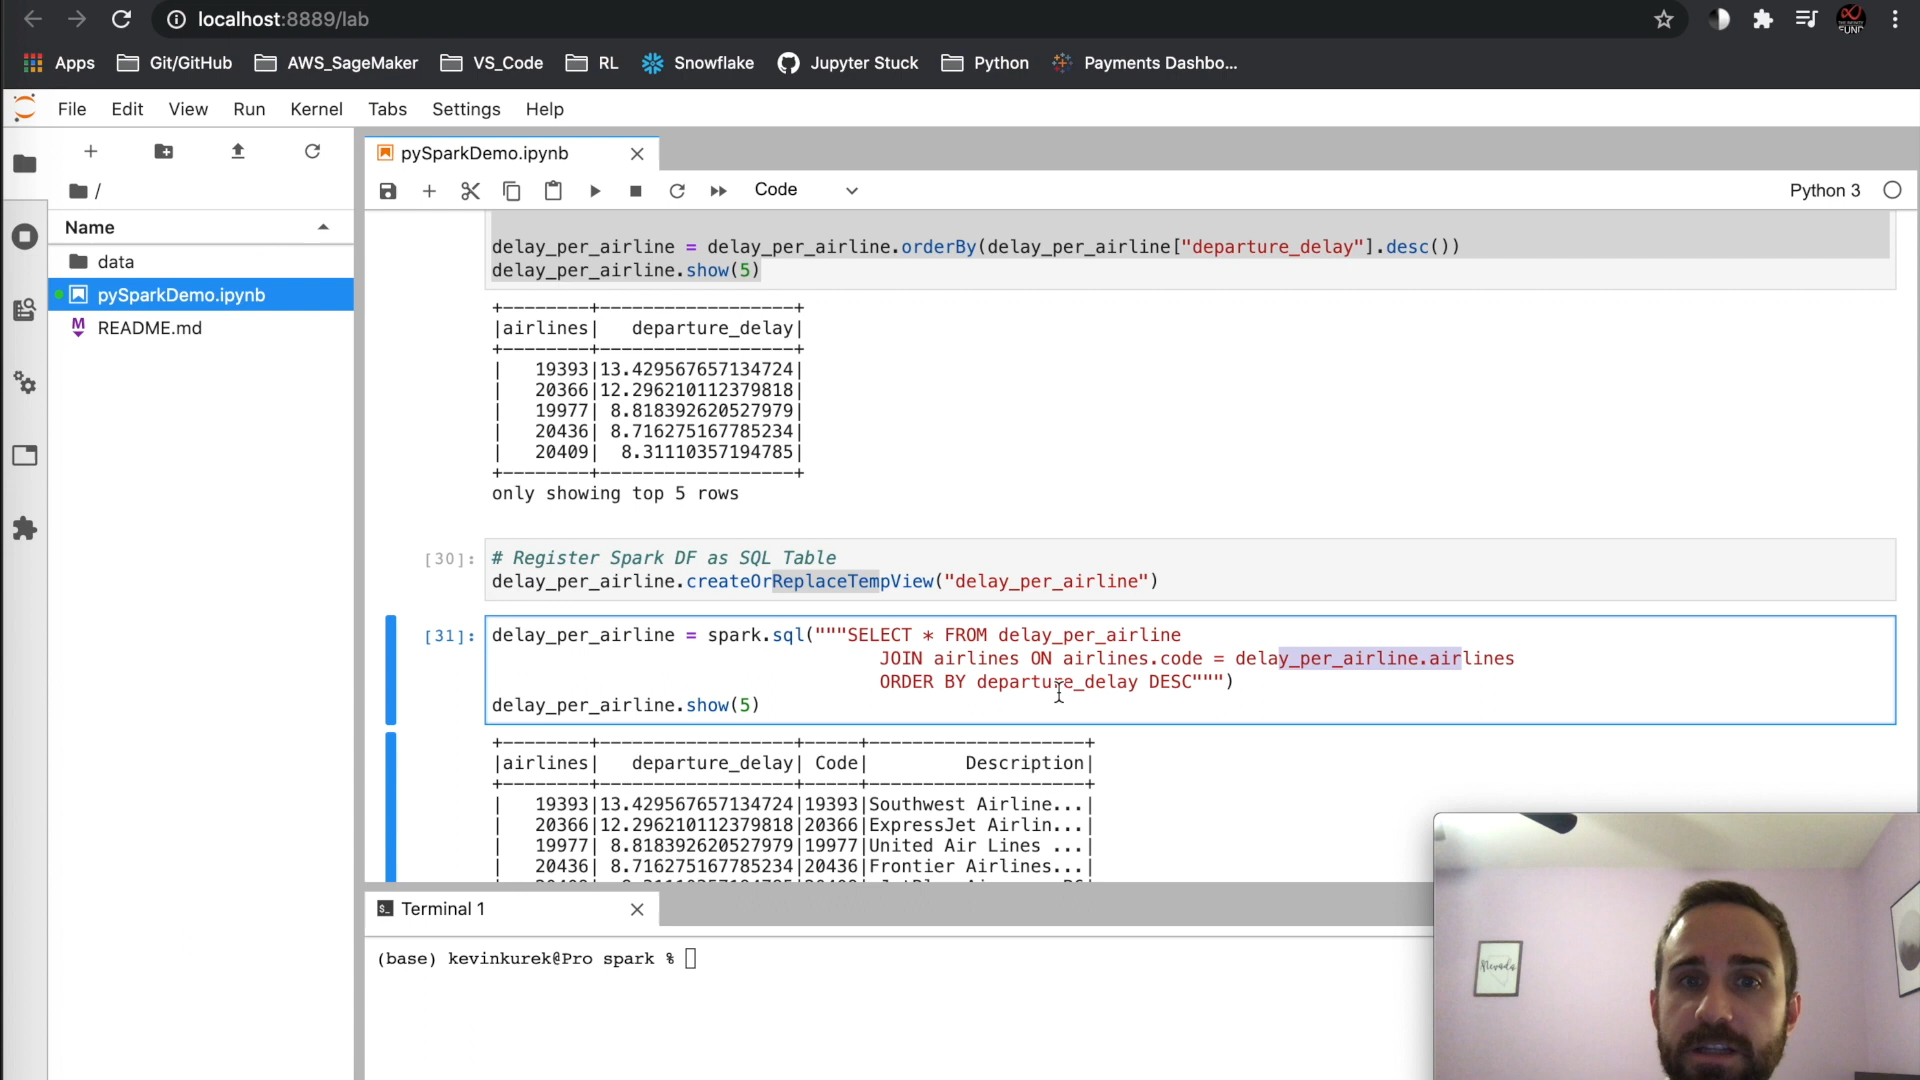 localhost:8889/lab
Apps
Git/GitHub
AWS_SageMaker
VS_Code
RL
Snowflake
Jupyter Stuck
Python
Payments Dashbo...
File
Edit
View
Run
Kernel
Tabs
Settings
Help
pySparkDemo.ipynb
/
Code
Python 3
Name
data
pySparkDemo.ipynb
README.md
delay_per_airline = delay_per_airline.orderBy(delay_per_airline["departure_delay"].desc())
delay_per_airline.show(5)
+--------+------------------+
|airlines|   departure_delay|
+--------+------------------+
|   19393|13.429567657134724|
|   20366|12.296210112379818|
|   19977| 8.818392620527979|
|   20436| 8.716275167785234|
|   20409|  8.31110357194785|
+--------+------------------+
only showing top 5 rows
[30]:
# Register Spark DF as SQL Table
delay_per_airline.createOrReplaceTempView("delay_per_airline")
[31]:
delay_per_airline = spark.sql("""SELECT * FROM delay_per_airline
JOIN airlines ON airlines.code = delay_per_airline.airlines
ORDER BY departure_delay DESC""")
delay_per_airline.show(5)
+--------+------------------+-----+--------------------+
|airlines|   departure_delay| Code|         Description|
+--------+------------------+-----+--------------------+
|   19393|13.429567657134724|19393|Southwest Airline...|
|   20366|12.296210112379818|20366|ExpressJet Airlin...|
|   19977| 8.818392620527979|19977|United Air Lines ...|
|   20436| 8.716275167785234|20436|Frontier Airlines...|
Terminal 1
(base) kevinkurek@Pro spark %
Nevada